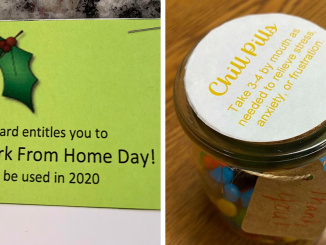 ard entitles you to
rk From Home Day!
be used in 2020
Chill Pills
Take 3-4 by mouth as
needed to relieve stress,
anxiety, or frustration